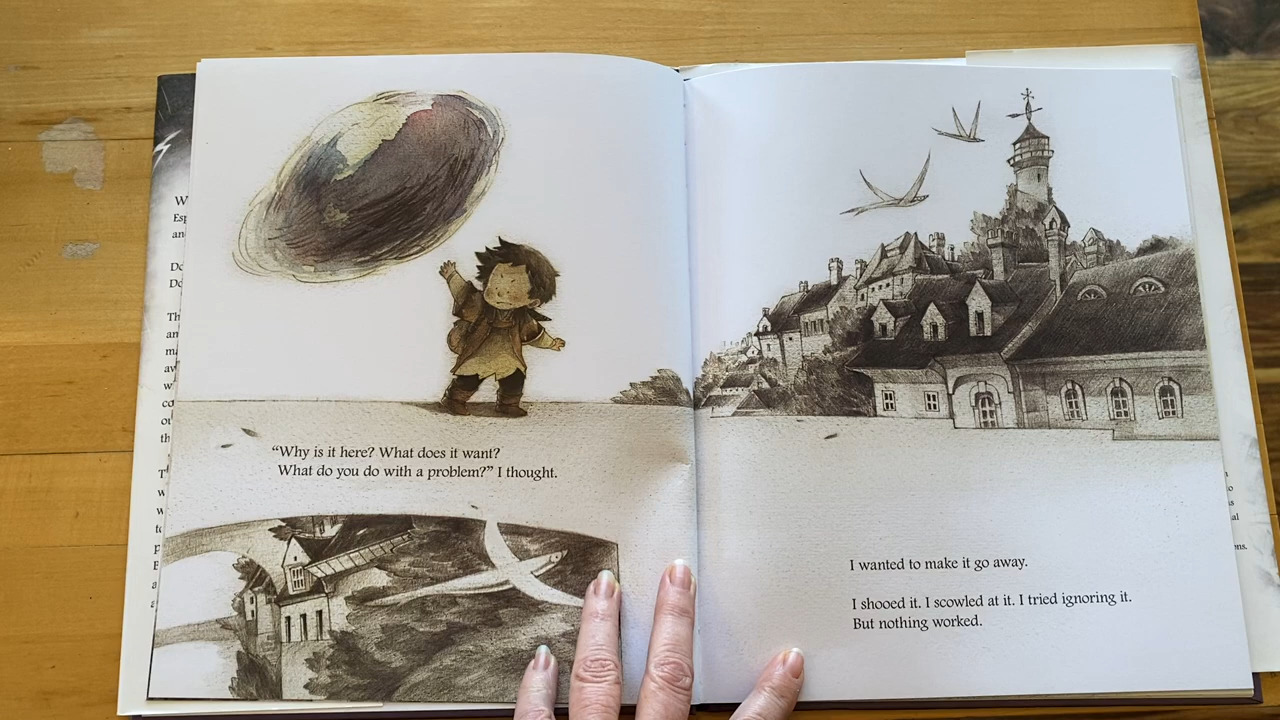 “Why is it here? What does it want?
What do you do with a problem?” I thought.
I wanted to make it go away.
I shooed it. I scowled at it. I tried ignoring it.
But nothing worked.